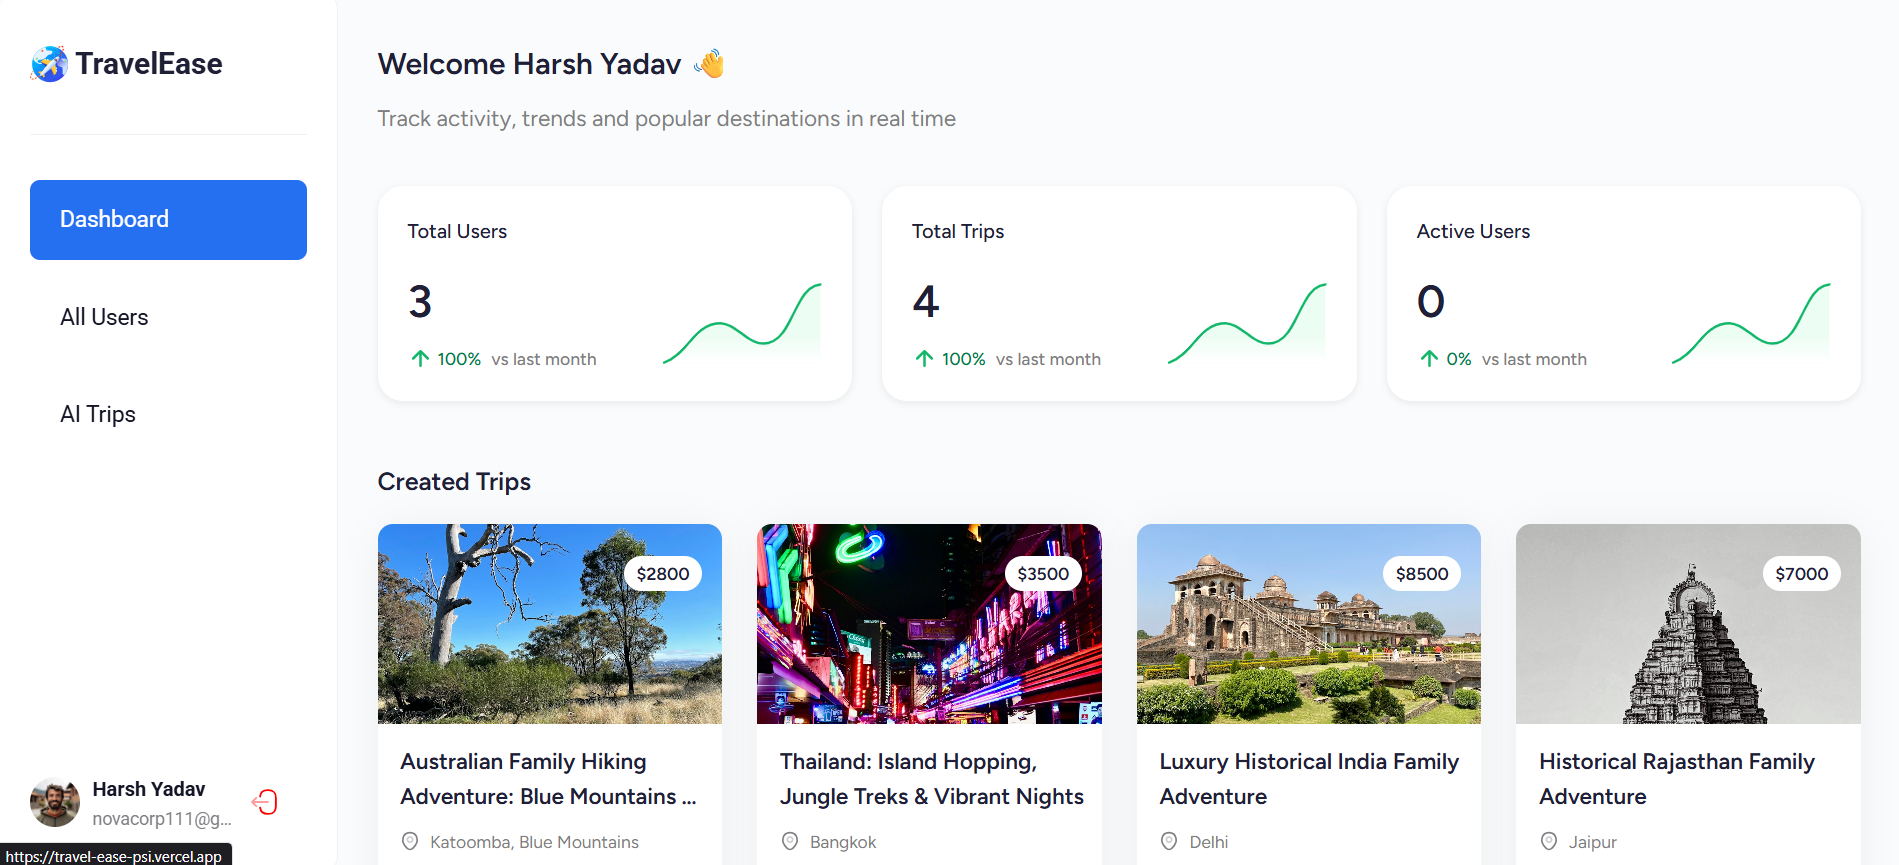 TravelEase
Dashboard
All Users
AI Trips
Harsh Yadav
novacorp111@g...
https://travel-ease-psi.vercel.app
Welcome Harsh Yadav 👋
Track activity, trends and popular destinations in real time
Total Users
3
100% vs last month
Total Trips
4
100% vs last month
Active Users
0
0% vs last month
Created Trips
$2800
Australian Family Hiking
Adventure: Blue Mountains ...
Katoomba, Blue Mountains
$3500
Thailand: Island Hopping,
Jungle Treks & Vibrant Nights
Bangkok
$8500
Luxury Historical India Family
Adventure
Delhi
$7000
Historical Rajasthan Family
Adventure
Jaipur